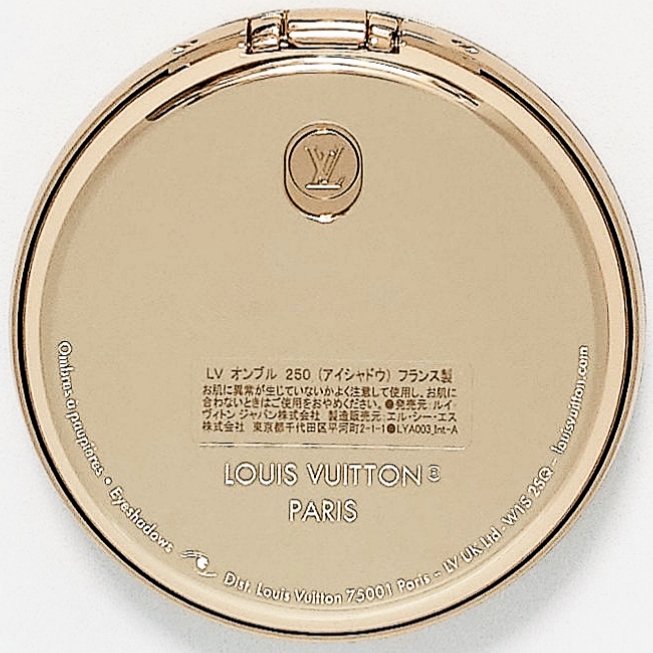 LV
LV オンブル 250 (アイシャドウ) フランス製
お肌に異常が生じていないかよく注意して使用し、お肌に
合わないときはご使用をおやめください。●発売元 ルイ・
ヴィトン ジャパン株式会社 製造販売元 エル・シー・エス
株式会社 東京都千代田区平河町2-1-1●LYA003_Int-A
LOUIS VUITTON®
PARIS
Ombres à paupières • Eyeshadows
Dist. Louis Vuitton 75001 Paris - LV UK Ltd - W1S 2SQ - louisvuitton.com